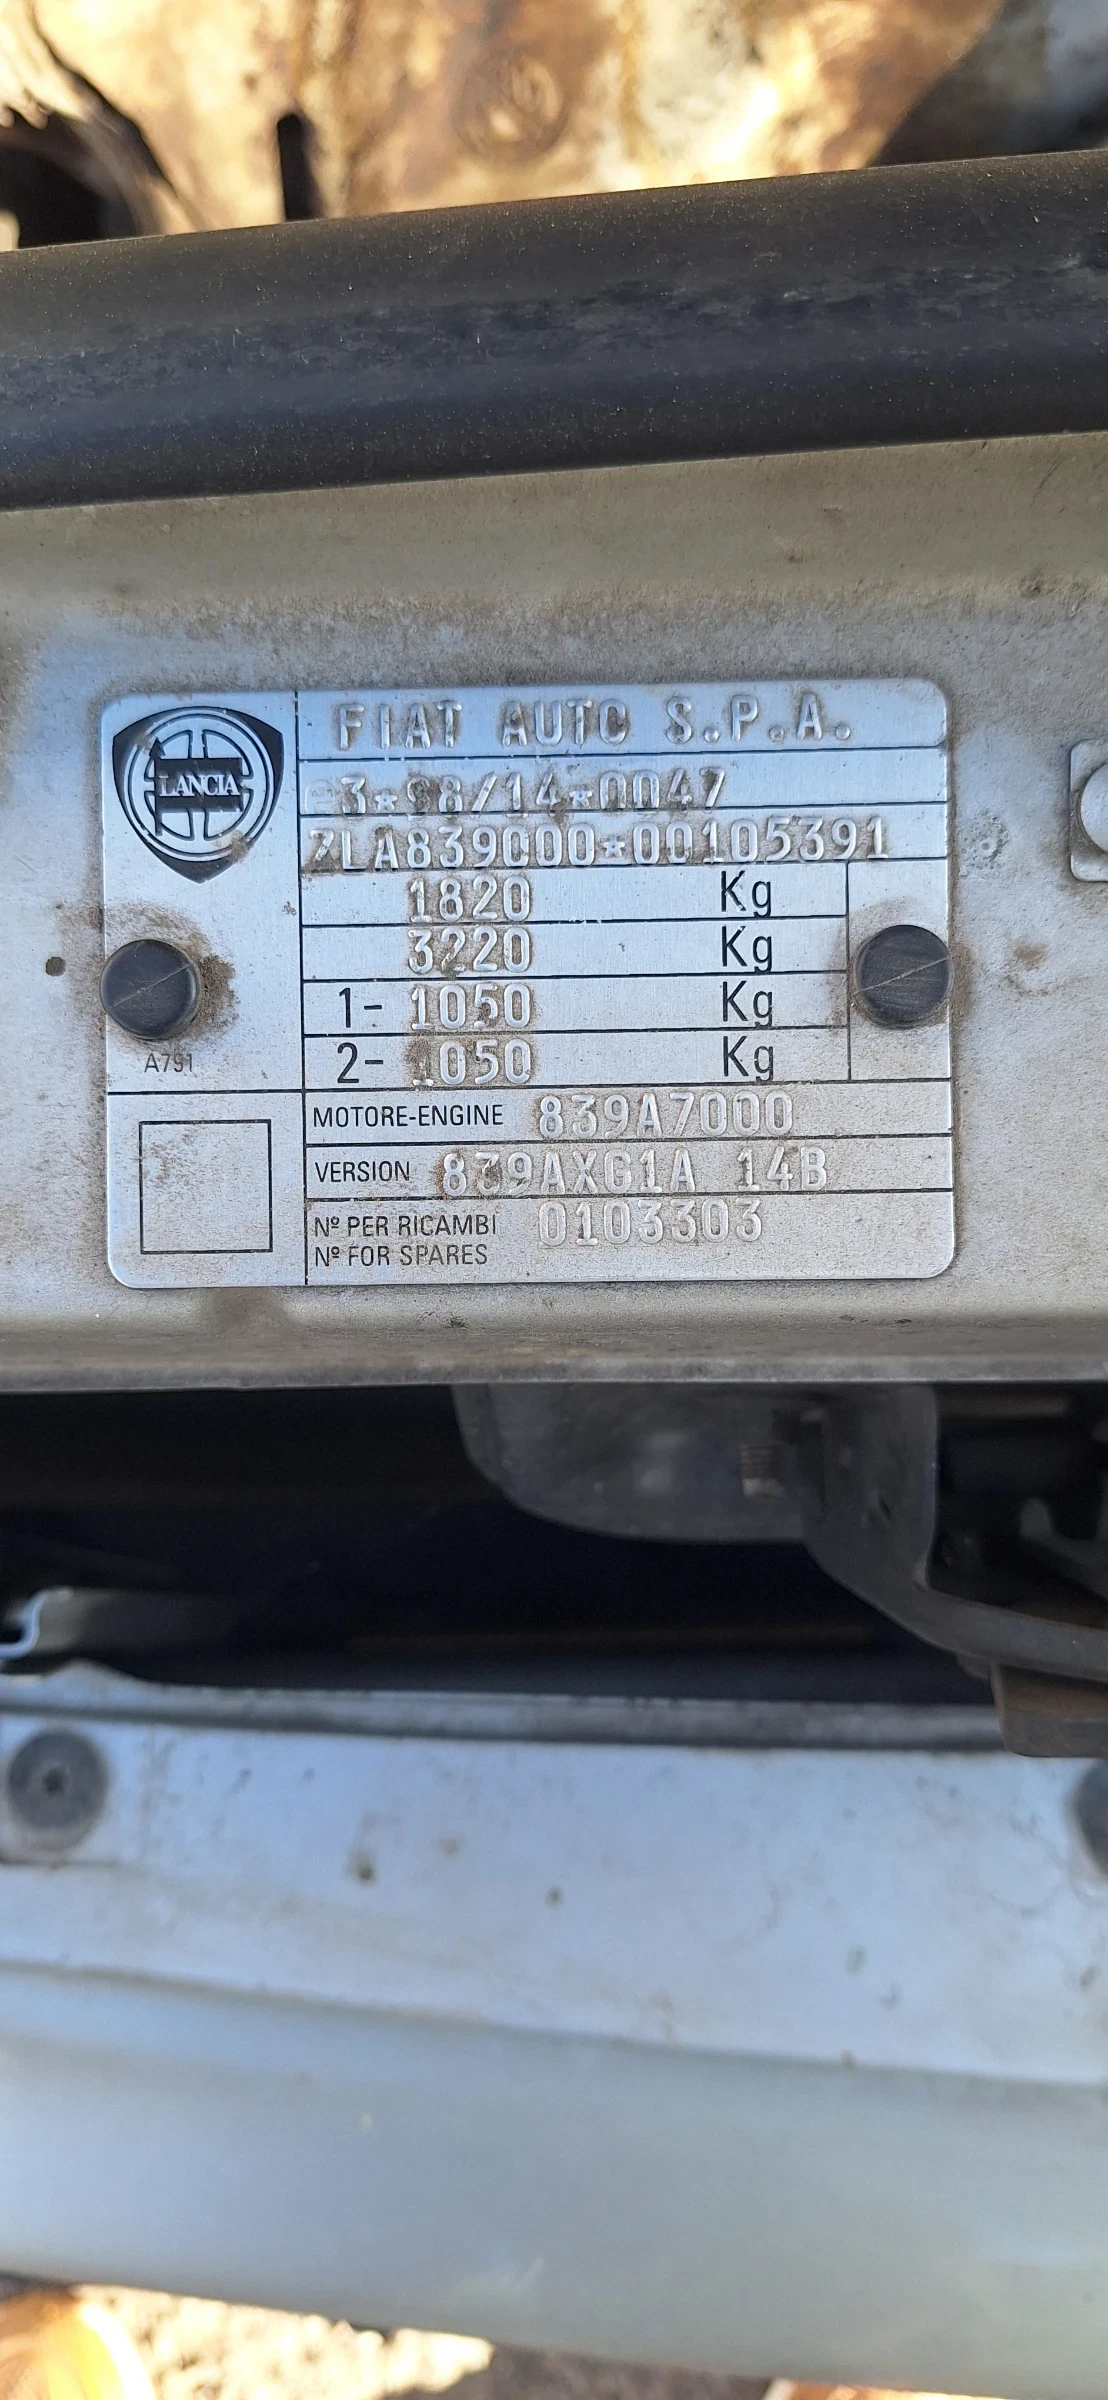 LANCIA
FIAT AUTO S.P.A.
e3*98/14*0047
ZLA839000*00105391
1820 Kg
3220 Kg
1- 1050 Kg
2- 1050 Kg
A791
MOTORE-ENGINE 839A7000
VERSION 839AXG1A 14B
Nº PER RICAMBI 0103303
Nº FOR SPARES